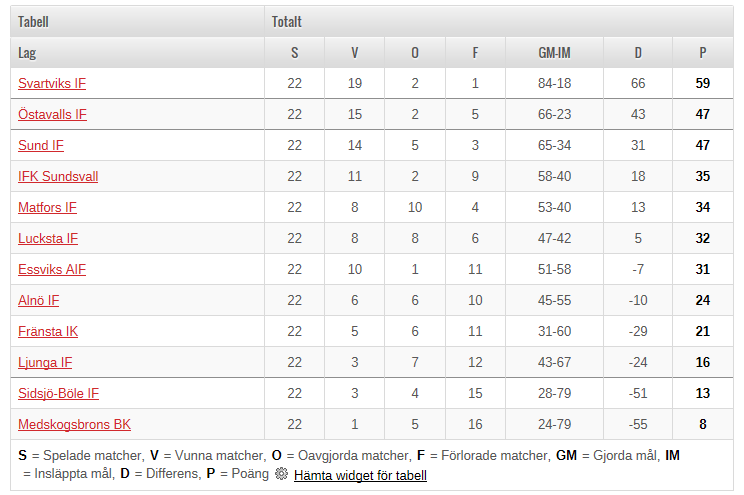 Tabell Totalt
Lag S V O F GM-IM D P
Svartviks IF 22 19 2 1 84-18 66 59
Östavalls IF 22 15 2 5 66-23 43 47
Sund IF 22 14 5 3 65-34 31 47
IFK Sundsvall 22 11 2 9 58-40 18 35
Matfors IF 22 8 10 4 53-40 13 34
Lucksta IF 22 8 8 6 47-42 5 32
Essviks AIF 22 10 1 11 51-58 -7 31
Alnö IF 22 6 6 10 45-55 -10 24
Fränsta IK 22 5 6 11 31-60 -29 21
Ljunga IF 22 3 7 12 43-67 -24 16
Sidsjö-Böle IF 22 3 4 15 28-79 -51 13
Medskogsbrons BK 22 1 5 16 24-79 -55 8
S = Spelade matcher, V = Vunna matcher, O = Oavgjorda matcher, F = Förlorade matcher, GM = Gjorda mål, IM
= Insläppta mål, D = Differens, P = Poäng Hämta widget för tabell